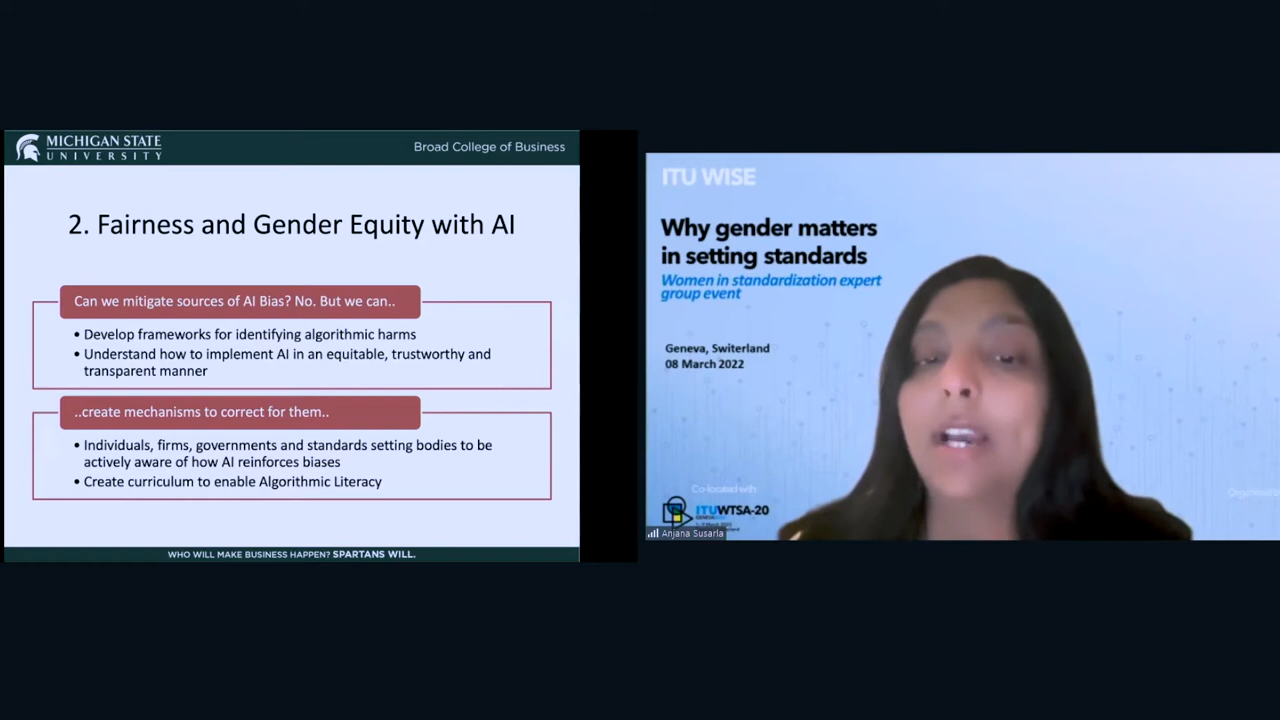 MICHIGAN STATE
UNIVERSITY
Broad College of Business
2. Fairness and Gender Equity with AI
Can we mitigate sources of AI Bias? No. But we can..
• Develop frameworks for identifying algorithmic harms
• Understand how to implement AI in an equitable, trustworthy and
transparent manner
..create mechanisms to correct for them..
• Individuals, firms, governments and standards setting bodies to be
actively aware of how AI reinforces biases
• Create curriculum to enable Algorithmic Literacy
WHO WILL MAKE BUSINESS HAPPEN? SPARTANS WILL.
ITU WISE
Why gender matters
in setting standards
Women in standardization expert
group event
Geneva, Switerland
08 March 2022
Co-located with
ITUWTSA-20
Anjana Susarla